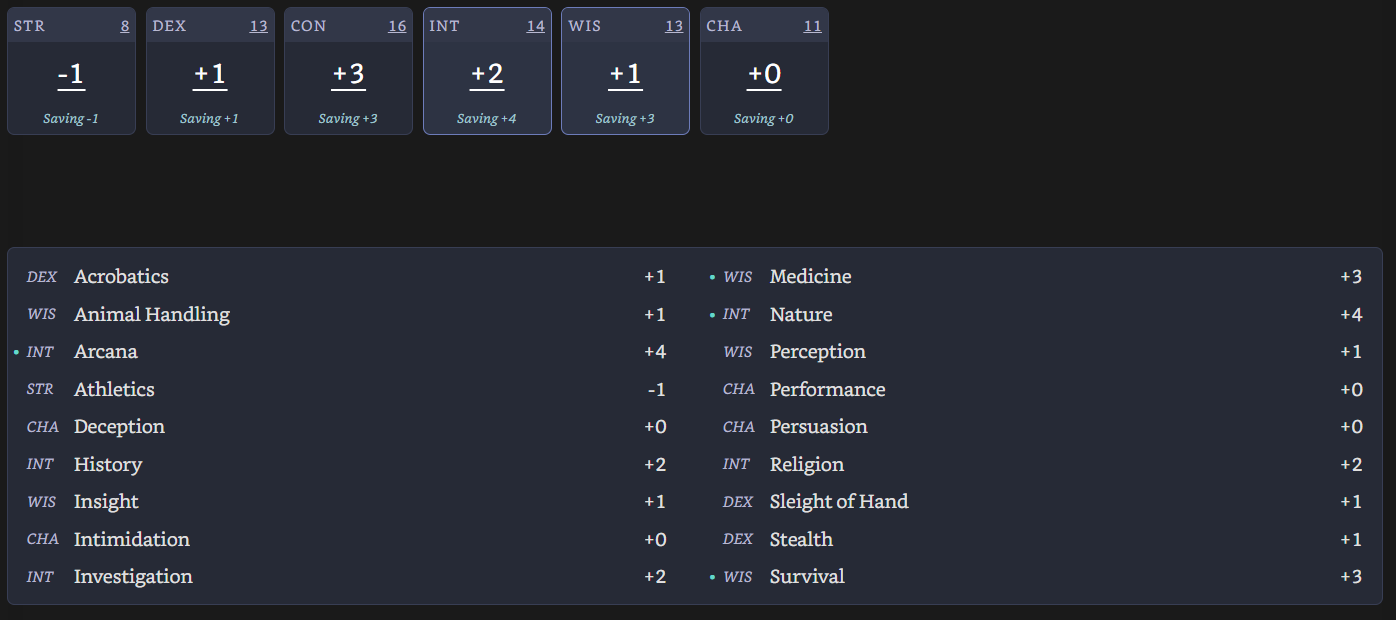 STR 8 DEX 13 CON 16 INT 14 WIS 13 CHA 11
-1 +1 +3 +2 +1 +0
Saving -1 Saving +1 Saving +3 Saving +4 Saving +3 Saving +0
DEX Acrobatics +1
WIS Animal Handling +1
• INT Arcana +4
STR Athletics -1
CHA Deception +0
INT History +2
WIS Insight +1
CHA Intimidation +0
INT Investigation +2
• WIS Medicine +3
• INT Nature +4
WIS Perception +1
CHA Performance +0
CHA Persuasion +0
INT Religion +2
DEX Sleight of Hand +1
DEX Stealth +1
• WIS Survival +3